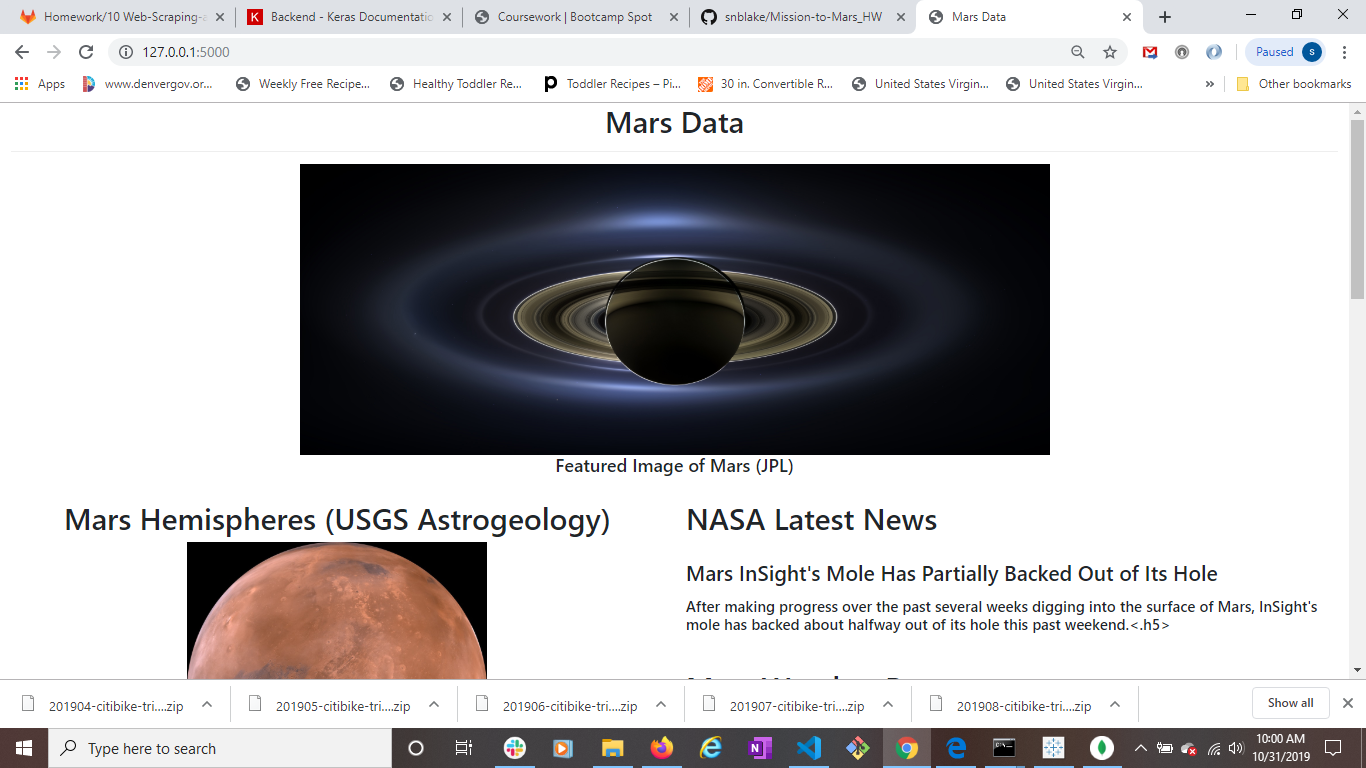 Homework/10 Web-Scraping-a
Backend - Keras Documentatio
Coursework | Bootcamp Spot
snblake/Mission-to-Mars_HW
Mars Data
127.0.0.1:5000
Paused
s
Apps
www.denvergov.or...
Weekly Free Recipe...
Healthy Toddler Re...
Toddler Recipes – Pi...
30 in. Convertible R...
United States Virgin...
United States Virgin...
Other bookmarks
Mars Data
Featured Image of Mars (JPL)
Mars Hemispheres (USGS Astrogeology)
NASA Latest News
Mars InSight's Mole Has Partially Backed Out of Its Hole
After making progress over the past several weeks digging into the surface of Mars, InSight's
mole has backed about halfway out of its hole this past weekend.<.h5>
201904-citibike-tri....zip
201905-citibike-tri....zip
201906-citibike-tri....zip
201907-citibike-tri....zip
201908-citibike-tri....zip
Show all
Type here to search
10:00 AM
10/31/2019